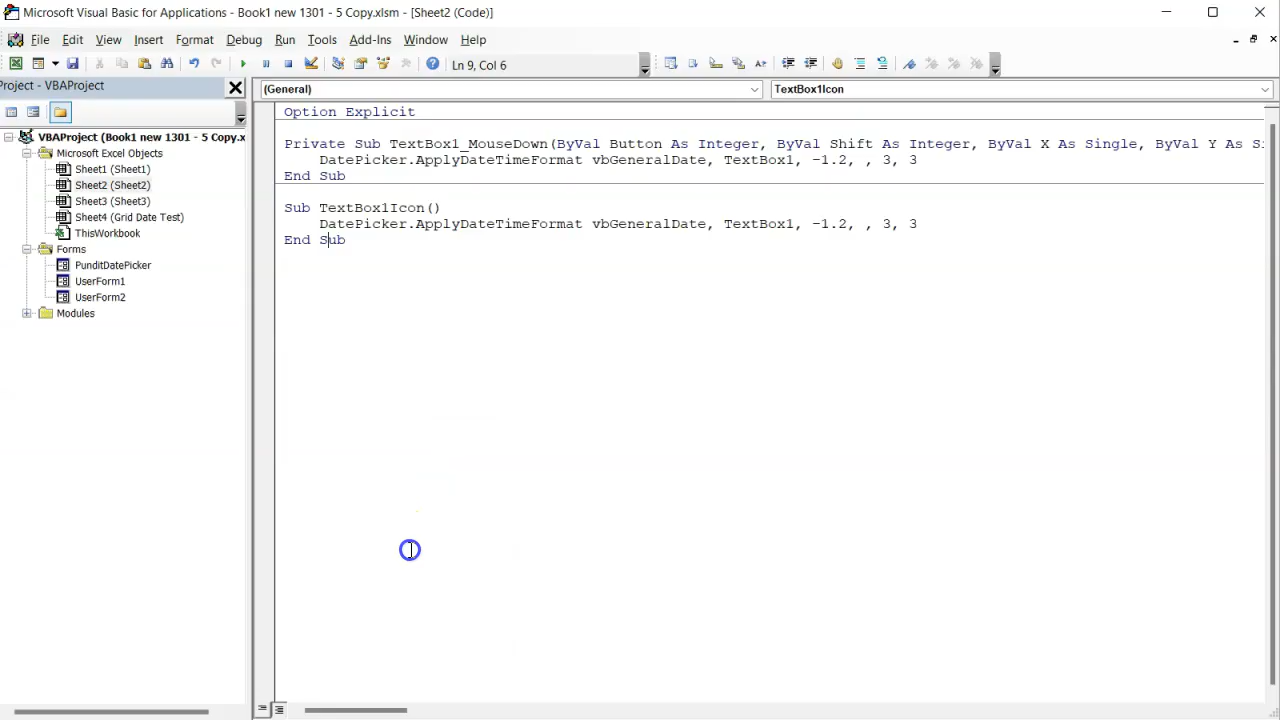 Microsoft Visual Basic for Applications - Book1 new 1301 - 5 Copy.xlsm - [Sheet2 (Code)]
File Edit View Insert Format Debug Run Tools Add-Ins Window Help
Ln 9, Col 6
Project - VBAProject
(General) TextBox1Icon
VBAProject (Book1 new 1301 - 5 Copy.x
Microsoft Excel Objects
Sheet1 (Sheet1)
Sheet2 (Sheet2)
Sheet3 (Sheet3)
Sheet4 (Grid Date Test)
ThisWorkbook
Forms
PunditDatePicker
UserForm1
UserForm2
Modules
Option Explicit
Private Sub TextBox1_MouseDown(ByVal Button As Integer, ByVal Shift As Integer, ByVal X As Single, ByVal Y As Si
DatePicker.ApplyDateTimeFormat vbGeneralDate, TextBox1, -1.2, , 3, 3
End Sub
Sub TextBox1Icon()
DatePicker.ApplyDateTimeFormat vbGeneralDate, TextBox1, -1.2, , 3, 3
End Sub